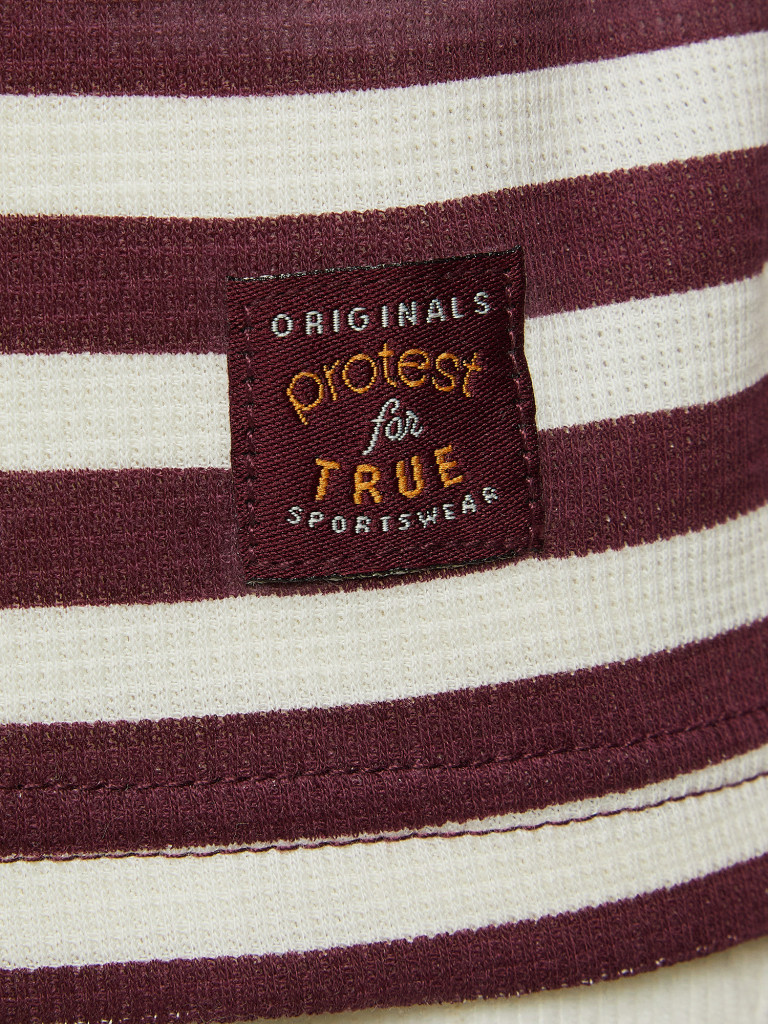 ORIGINALS
protest
for
TRUE
SPORTSWEAR